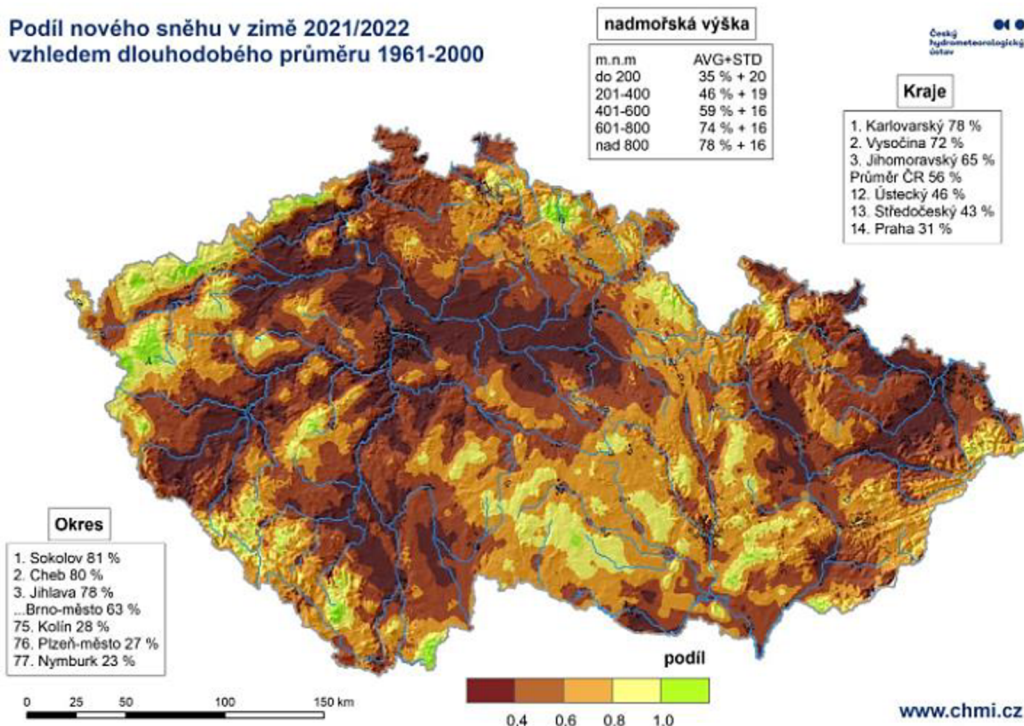 Podíl nového sněhu v zimě 2021/2022
vzhledem dlouhodobého průměru 1961-2000
nadmořská výška
m.n.m AVG+STD
do 200 35 % + 20
201-400 46 % + 19
401-600 59 % + 16
601-800 74 % + 16
nad 800 78 % + 16
Český
hydrometeorologický
ústav
Kraje
1. Karlovarský 78 %
2. Vysočina 72 %
3. Jihomoravský 65 %
Průměr ČR 56 %
12. Ústecký 46 %
13. Středočeský 43 %
14. Praha 31 %
Okres
1. Sokolov 81 %
2. Cheb 80 %
3. Jihlava 78 %
...Brno-město 63 %
75. Kolín 28 %
76. Plzeň-město 27 %
77. Nymburk 23 %
podíl
0.4 0.6 0.8 1.0
0 25 50 100 150 km
www.chmi.cz